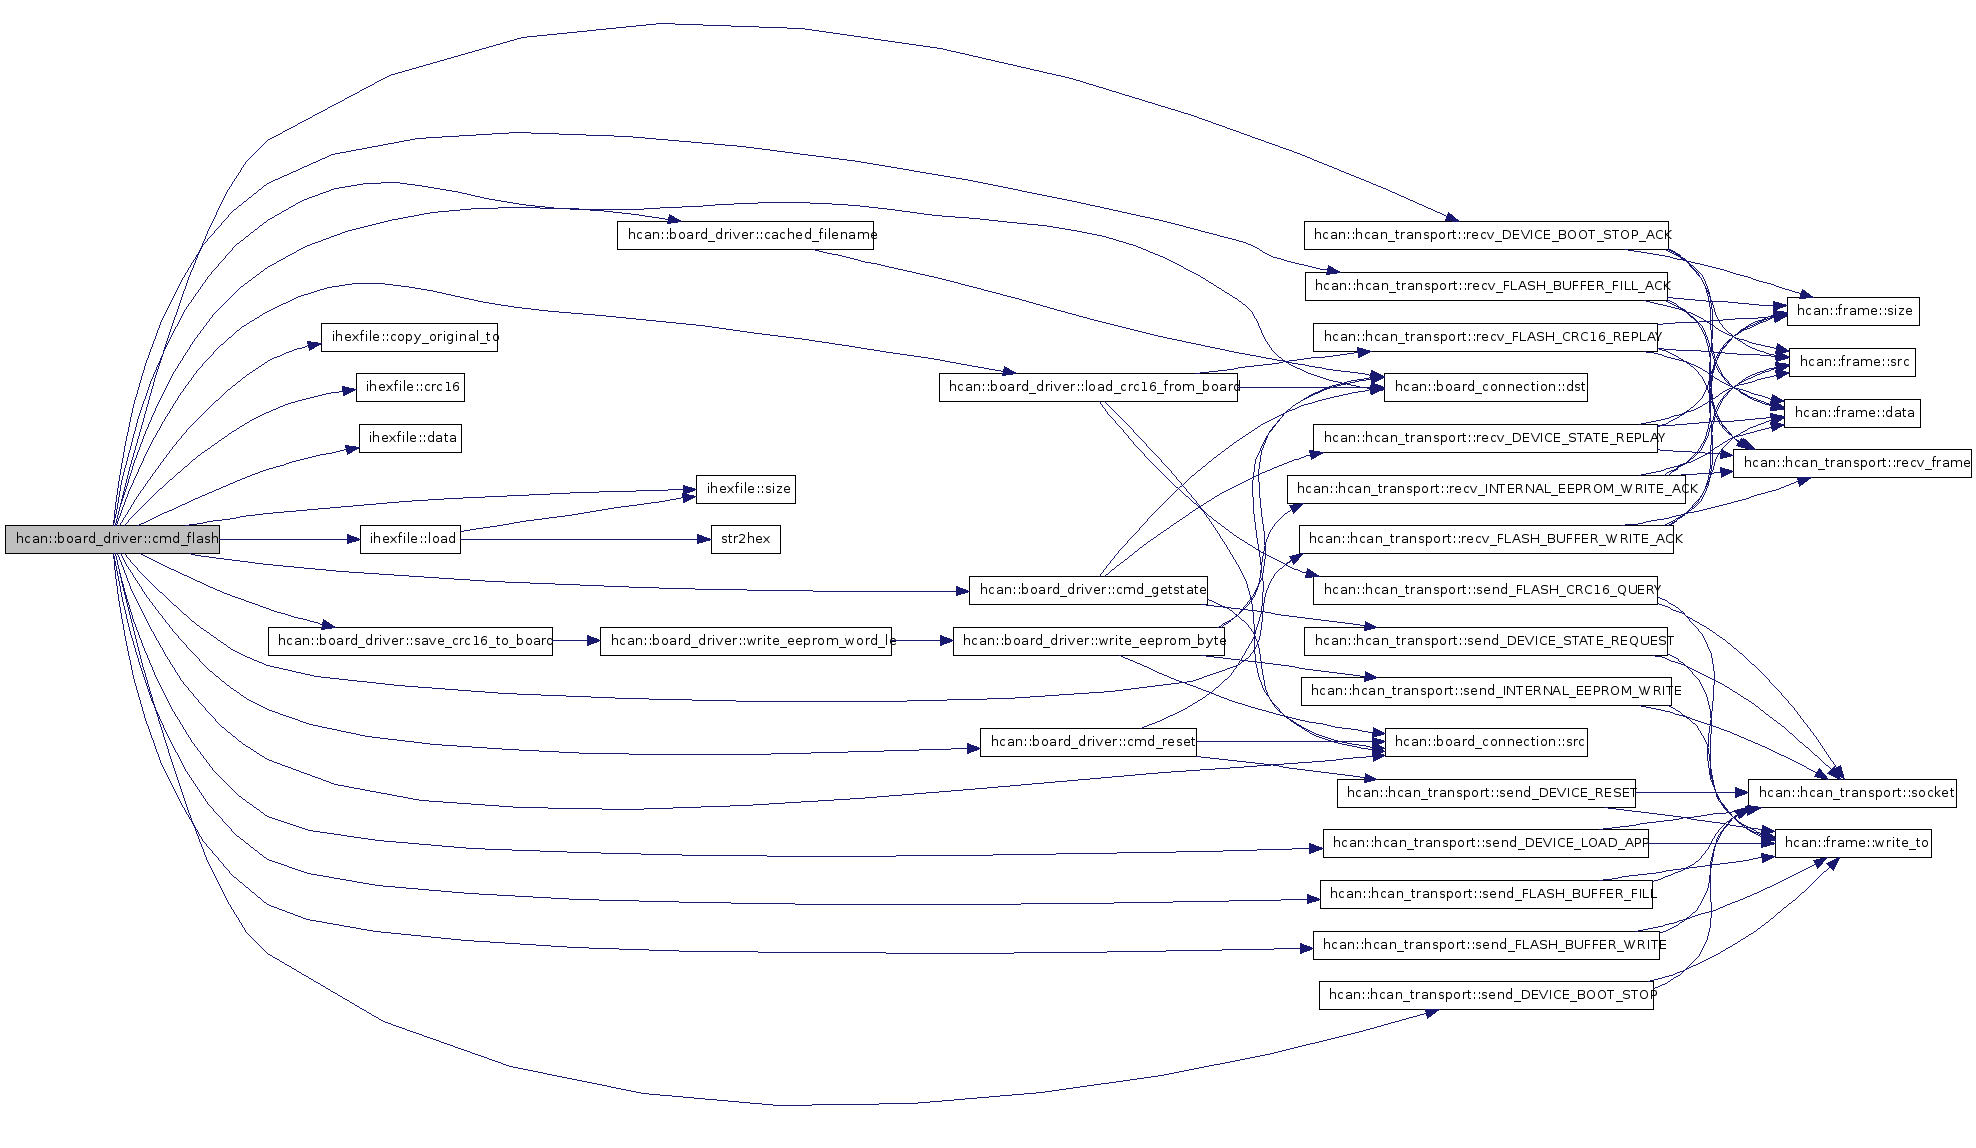 hcan::board_driver::cmd_flash
ihexfile::copy_original_to
ihexfile::crc16
ihexfile::data
ihexfile::load
hcan::board_driver::save_crc16_to_board
hcan::board_driver::cached_filename
ihexfile::size
str2hex
hcan::board_driver::write_eeprom_word_le
hcan::board_driver::load_crc16_from_board
hcan::board_driver::cmd_getstate
hcan::board_driver::write_eeprom_byte
hcan::board_driver::cmd_reset
hcan::hcan_transport::recv_DEVICE_BOOT_STOP_ACK
hcan::hcan_transport::recv_FLASH_BUFFER_FILL_ACK
hcan::hcan_transport::recv_FLASH_CRC16_REPLAY
hcan::board_connection::dst
hcan::hcan_transport::recv_DEVICE_STATE_REPLAY
hcan::hcan_transport::recv_INTERNAL_EEPROM_WRITE_ACK
hcan::hcan_transport::recv_FLASH_BUFFER_WRITE_ACK
hcan::hcan_transport::send_FLASH_CRC16_QUERY
hcan::hcan_transport::send_DEVICE_STATE_REQUEST
hcan::hcan_transport::send_INTERNAL_EEPROM_WRITE
hcan::board_connection::src
hcan::hcan_transport::send_DEVICE_RESET
hcan::hcan_transport::send_DEVICE_LOAD_APP
hcan::hcan_transport::send_FLASH_BUFFER_FILL
hcan::hcan_transport::send_FLASH_BUFFER_WRITE
hcan::hcan_transport::send_DEVICE_BOOT_STOP
hcan::frame::size
hcan::frame::src
hcan::frame::data
hcan::hcan_transport::recv_frame
hcan::hcan_transport::socket
hcan::frame::write_to